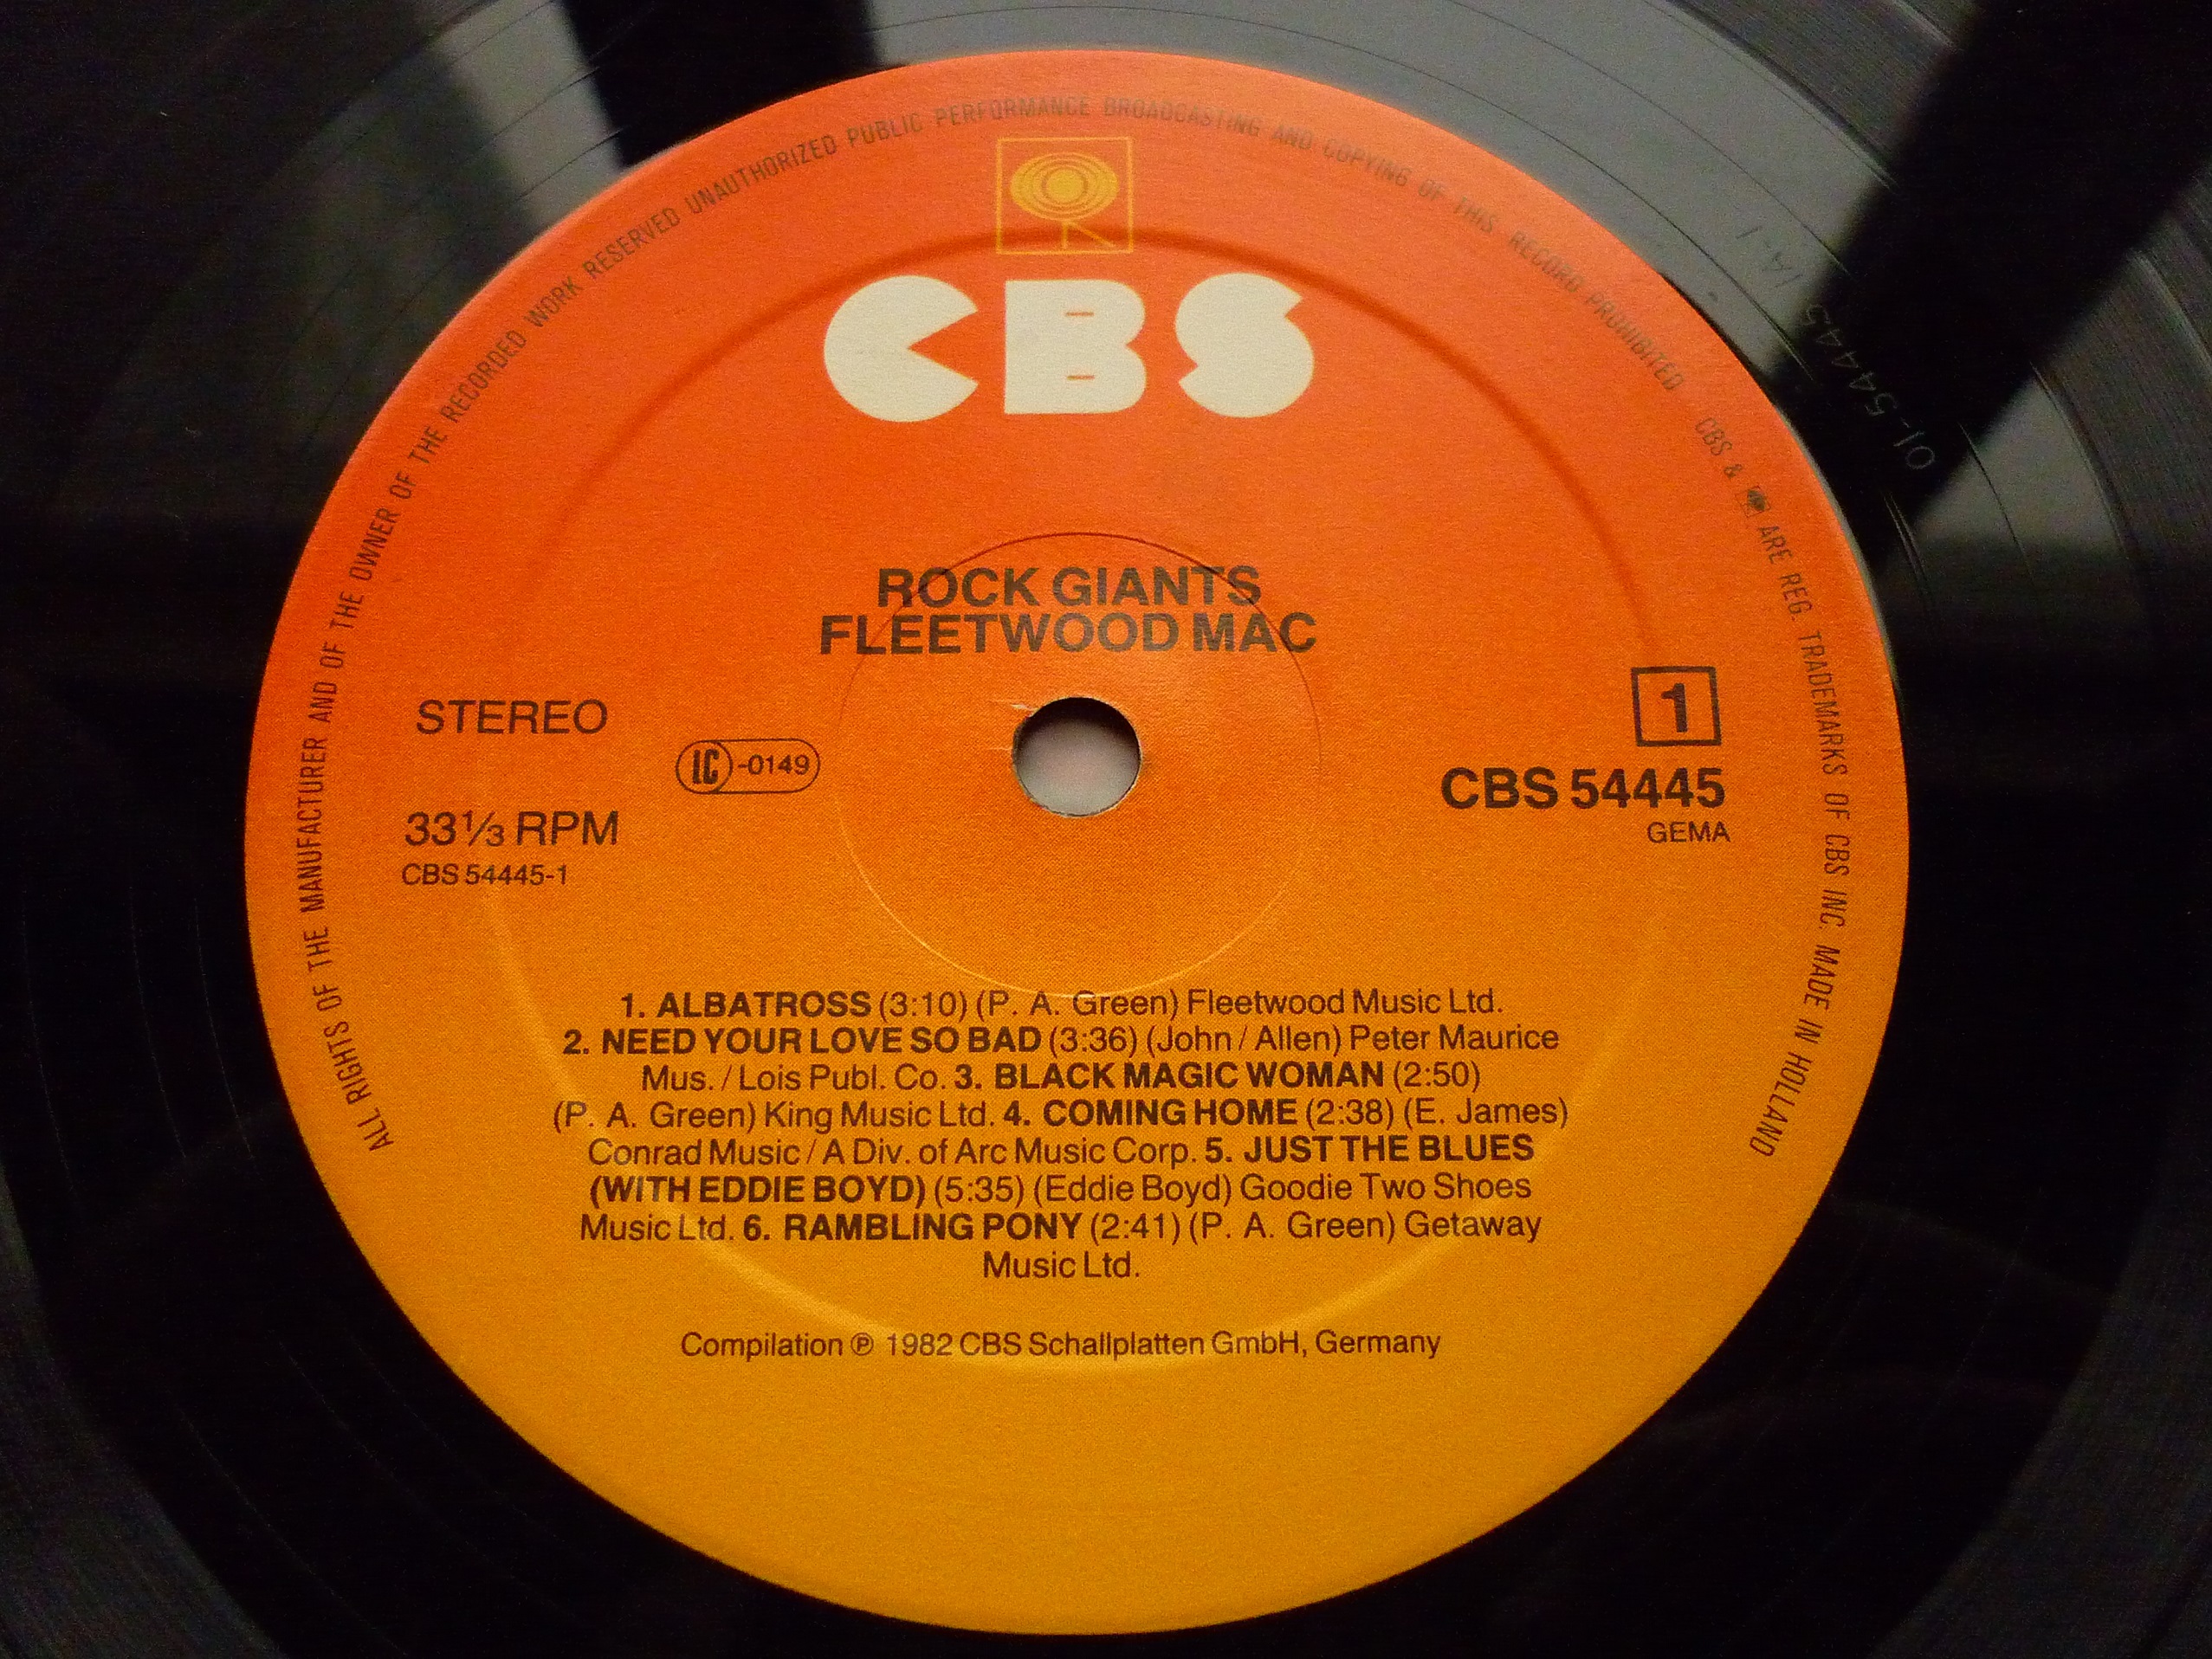 ALL RIGHTS OF THE MANUFACTURER AND OF THE OWNER OF THE RECORDED WORK RESERVED UNAUTHORIZED PUBLIC PERFORMANCE BROADCASTING AND COPYING OF THIS RECORD PROHIBITED CBS & ARE REG. TRADEMARKS OF CBS INC. MADE IN HOLLAND
CBS
ROCK GIANTS
FLEETWOOD MAC
STEREO
LC-0149
33⅓ RPM
CBS 54445-1
1
CBS 54445
GEMA
1. ALBATROSS (3:10) (P. A. Green) Fleetwood Music Ltd.
2. NEED YOUR LOVE SO BAD (3:36) (John / Allen) Peter Maurice
Mus. / Lois Publ. Co. 3. BLACK MAGIC WOMAN (2:50)
(P. A. Green) King Music Ltd. 4. COMING HOME (2:38) (E. James)
Conrad Music / A Div. of Arc Music Corp. 5. JUST THE BLUES
(WITH EDDIE BOYD) (5:35) (Eddie Boyd) Goodie Two Shoes
Music Ltd. 6. RAMBLING PONY (2:41) (P. A. Green) Getaway
Music Ltd.
Compilation ℗ 1982 CBS Schallplatten GmbH, Germany
01-54445 1A-1